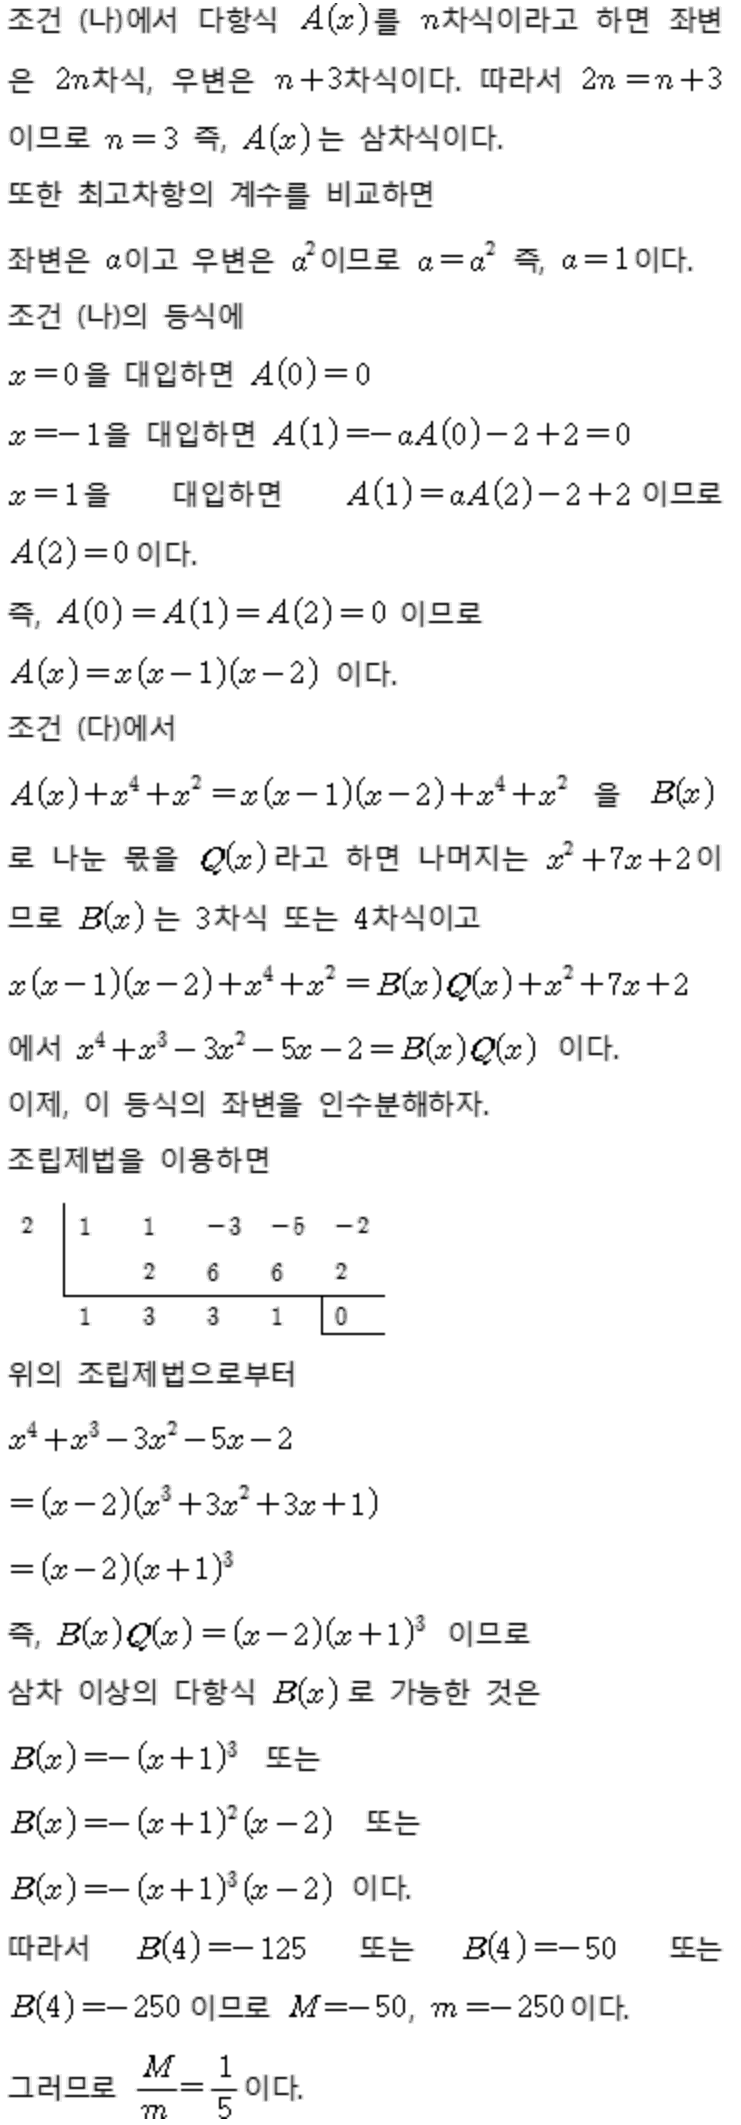 조건 (나)에서 다항식 A(x)를 n차식이라고 하면 좌변
은 2n차식, 우변은 n+3차식이다. 따라서 2n=n+3
이므로 n=3 즉, A(x)는 삼차식이다.
또한 최고차항의 계수를 비교하면
좌변은 a이고 우변은 a²이므로 a=a² 즉, a=1이다.
조건 (나)의 등식에
x=0을 대입하면 A(0)=0
x=-1을 대입하면 A(1)=-aA(0)-2+2=0
x=1을 대입하면 A(1)=aA(2)-2+2 이므로
A(2)=0이다.
즉, A(0)=A(1)=A(2)=0 이므로
A(x)=x(x-1)(x-2) 이다.
조건 (다)에서
A(x)+x⁴+x²=x(x-1)(x-2)+x⁴+x² 을 B(x)
로 나눈 몫을 Q(x)라고 하면 나머지는 x²+7x+2이
므로 B(x)는 3차식 또는 4차식이고
x(x-1)(x-2)+x⁴+x²=B(x)Q(x)+x²+7x+2
에서 x⁴+x³-3x²-5x-2=B(x)Q(x) 이다.
이제, 이 등식의 좌변을 인수분해하자.
조립제법을 이용하면
2 1 1 -3 -5 -2
2 6 6 2
1 3 3 1 0
위의 조립제법으로부터
x⁴+x³-3x²-5x-2
=(x-2)(x³+3x²+3x+1)
=(x-2)(x+1)³
즉, B(x)Q(x)=(x-2)(x+1)³ 이므로
삼차 이상의 다항식 B(x)로 가능한 것은
B(x)=-(x+1)³ 또는
B(x)=-(x+1)²(x-2) 또는
B(x)=-(x+1)³(x-2) 이다.
따라서 B(4)=-125 또는 B(4)=-50 또는
B(4)=-250이므로 M=-50, m=-250이다.
그러므로 M/m=1/5이다.